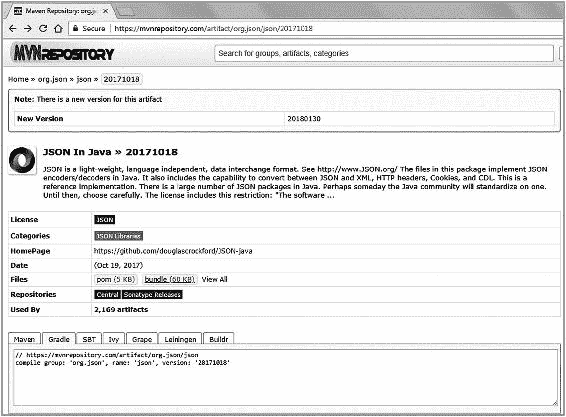 Maven Repository: org.j
Secure https://mvnrepository.com/artifact/org.json/json/20171018
MVNREPOSITORY
Search for groups, artifacts, categories
Home » org.json » json » 20171018
Note: There is a new version for this artifact
New Version 20180130
JSON In Java » 20171018
JSON is a light-weight, language independent, data interchange format. See http://www.JSON.org/ The files in this package implement JSON
encoders/decoders in Java. It also includes the capability to convert between JSON and XML, HTTP headers, Cookies, and CDL. This is a
reference implementation. There is a large number of JSON packages in Java. Perhaps someday the Java community will standardize on one.
Until then, choose carefully. The license includes this restriction: "The software ...
License JSON
Categories JSON Libraries
HomePage https://github.com/douglascrockford/JSON-java
Date (Oct 19, 2017)
Files pom (5 KB) bundle (60 KB) View All
Repositories Central Sonatype Releases
Used By 2,169 artifacts
Maven Gradle SBT Ivy Grape Leiningen Buildr
// https://mvnrepository.com/artifact/org.json/json
compile group: 'org.json', name: 'json', version: '20171018'